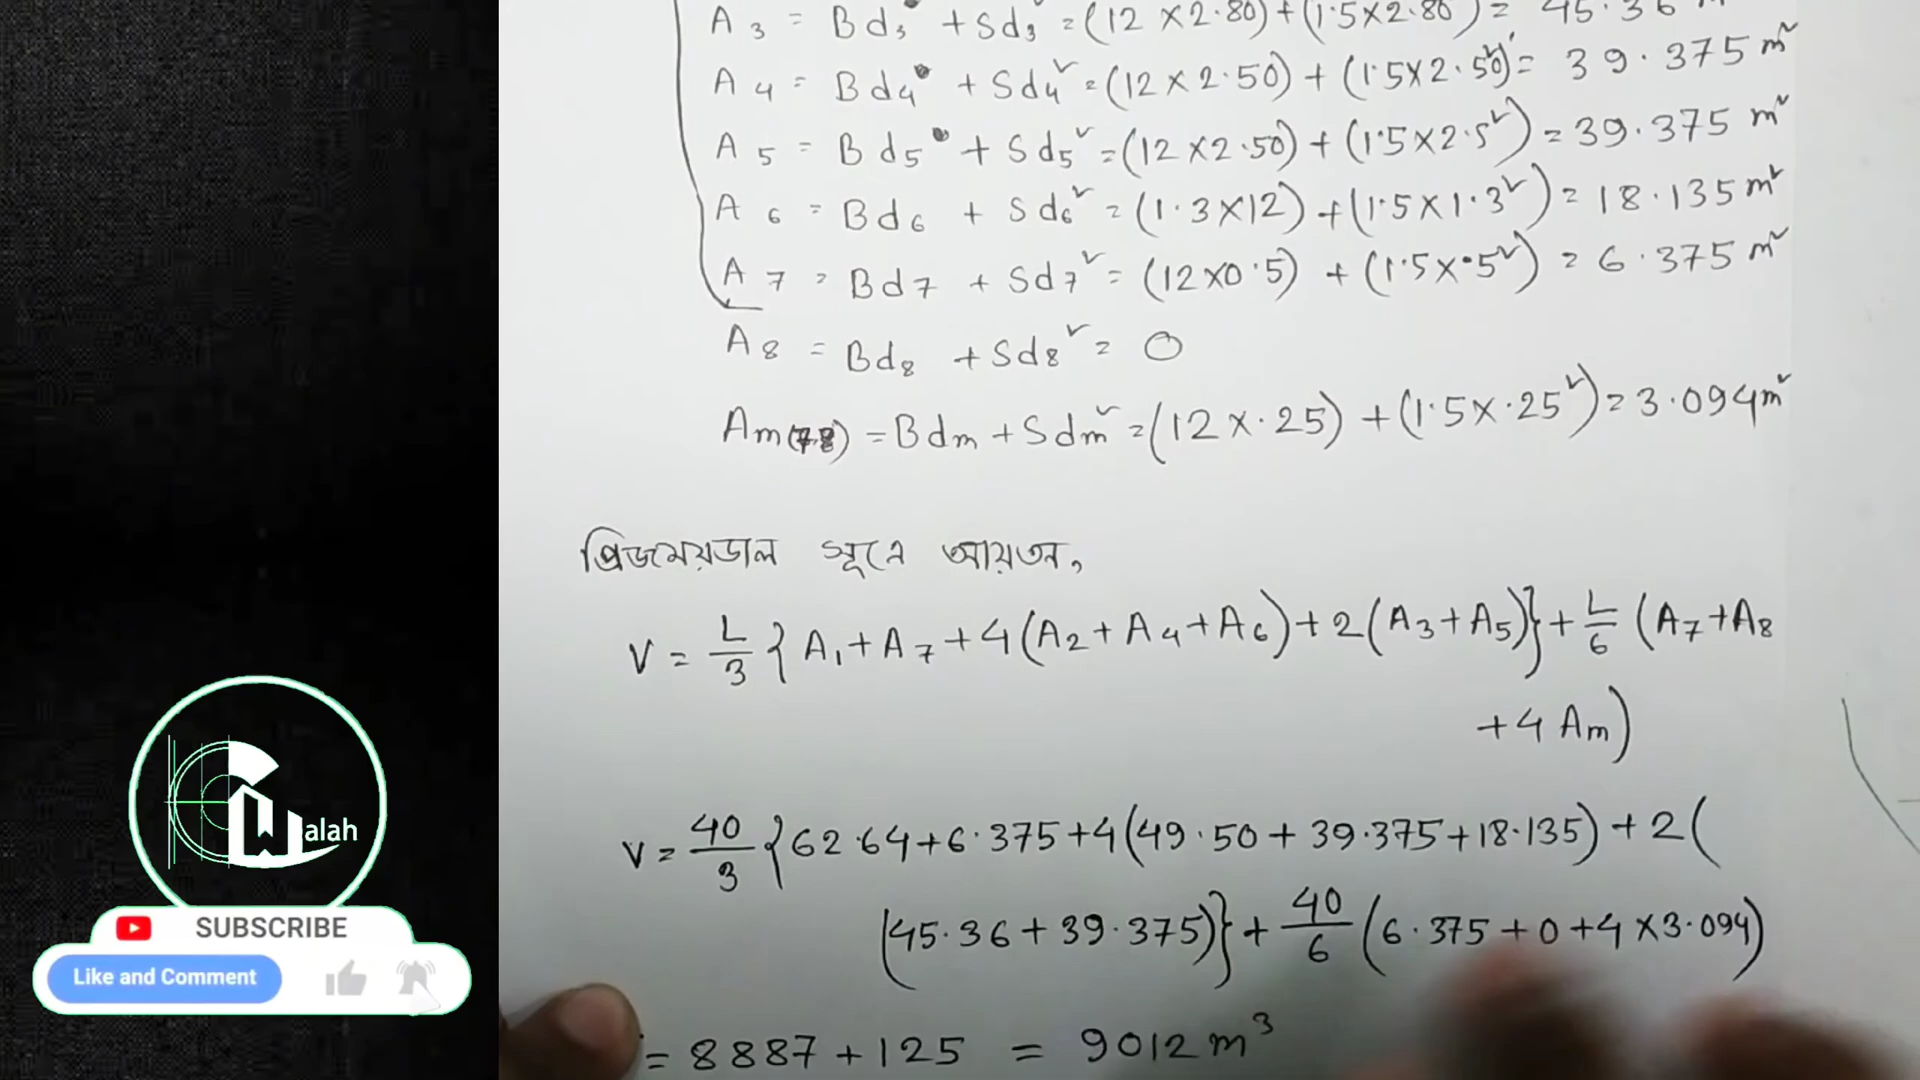 A3 = Bd3 + Sd3² = (12 × 2.80) + (1.5×2.80²) = 45.36 m²
A4 = Bd4 + Sd4² = (12 × 2.50) + (1.5×2.50²) = 39.375 m²
A5 = Bd5 + Sd5² = (12 ×2.50) + (1.5×2.5²) = 39.375 m²
A6 = Bd6 + Sd6² = (1.3×12) + (1.5×1.3²) = 18.135 m²
A7 = Bd7 + Sd7² = (12×0.5) + (1.5×.5²) = 6.375 m²
A8 = Bd8 + Sd8² = 0
Am(78) = Bdm + Sdm² = (12 ×.25) + (1.5×.25²) = 3.094m²
প্রিজময়ডাল সূত্রে আয়তন,
V = L/3 { A1 + A7 + 4(A2 + A4 + A6) + 2(A3 + A5)} + L/6 (A7 + A8
+ 4 Am)
V = 40/3 {62.64+6.375+4(49.50+39.375+18.135) + 2(
(45.36+39.375)} + 40/6 (6.375+0+4×3.094)
= 8887 + 125 = 9012 m³
Walah
SUBSCRIBE
Like and Comment